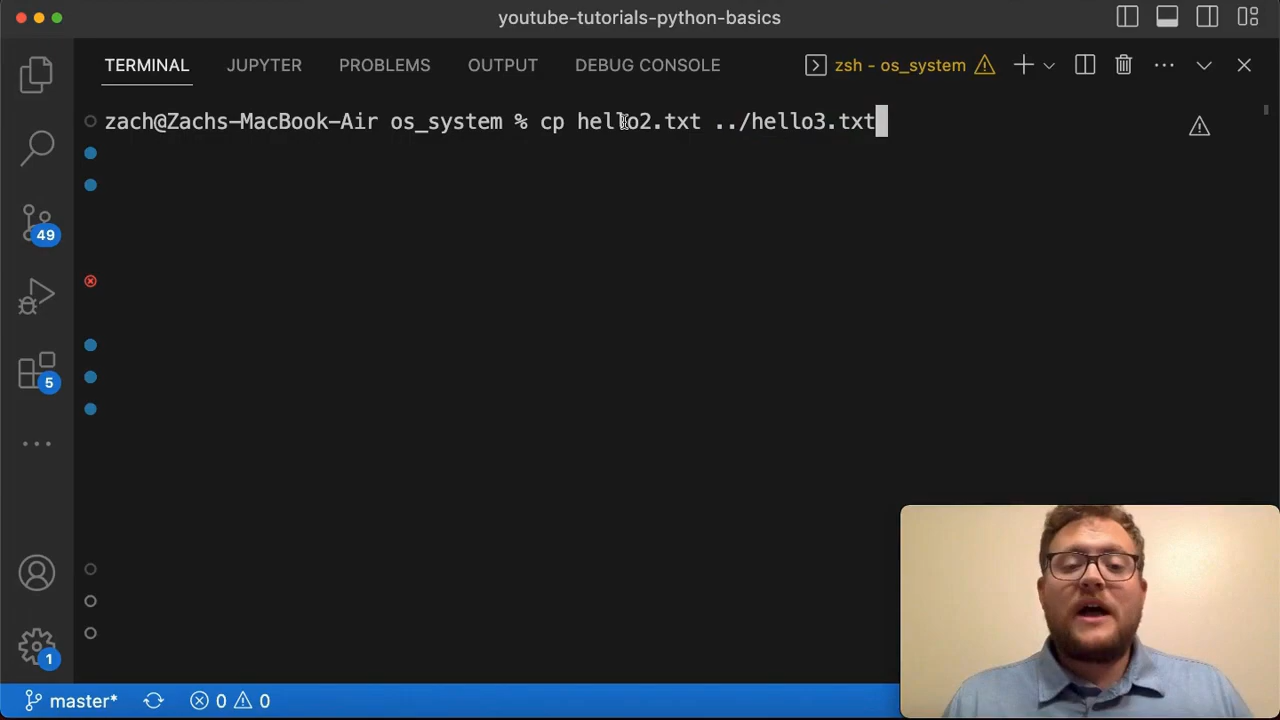 youtube-tutorials-python-basics
TERMINAL JUPYTER PROBLEMS OUTPUT DEBUG CONSOLE zsh - os_system
zach@Zachs-MacBook-Air os_system % cp hello2.txt ../hello3.txt
49
5
1
master* 0 0